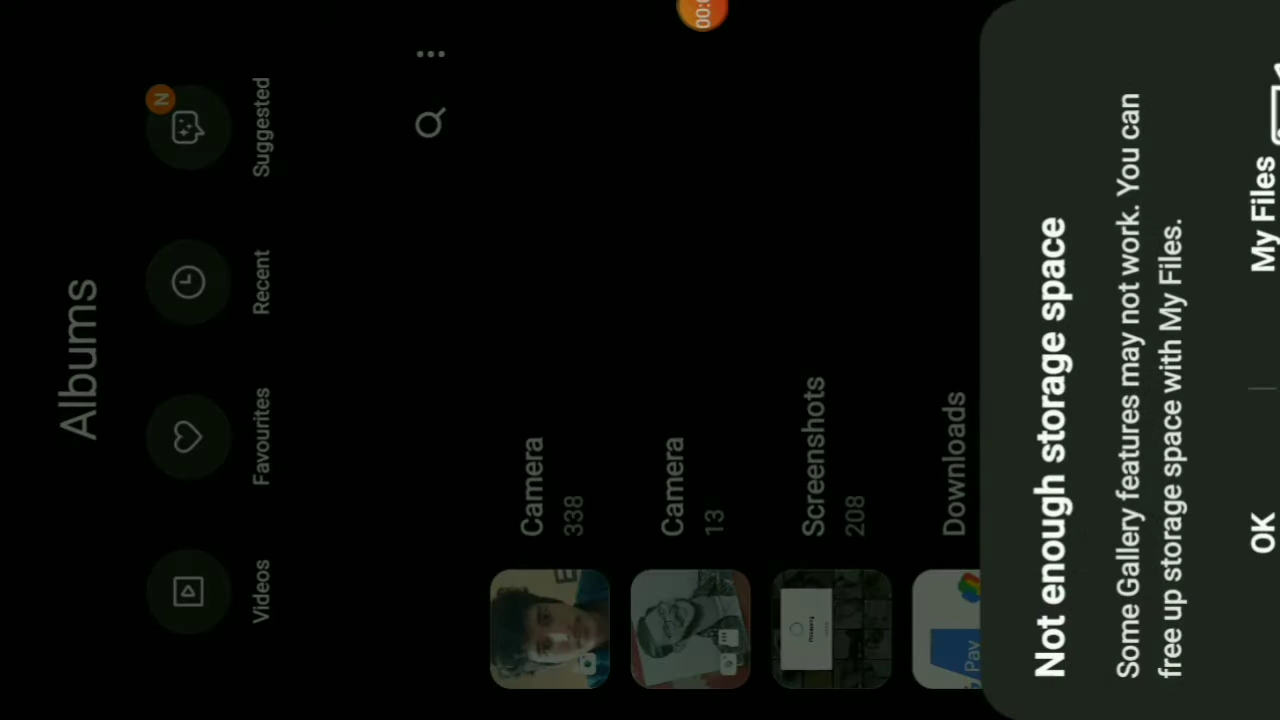 Albums
N
Videos
Favourites
Recent
Suggested
Camera
338
Camera
13
Screenshots
208
Downloads
Pay
Not enough storage space
Some Gallery features may not work. You can
free up storage space with My Files.
OK
My Files